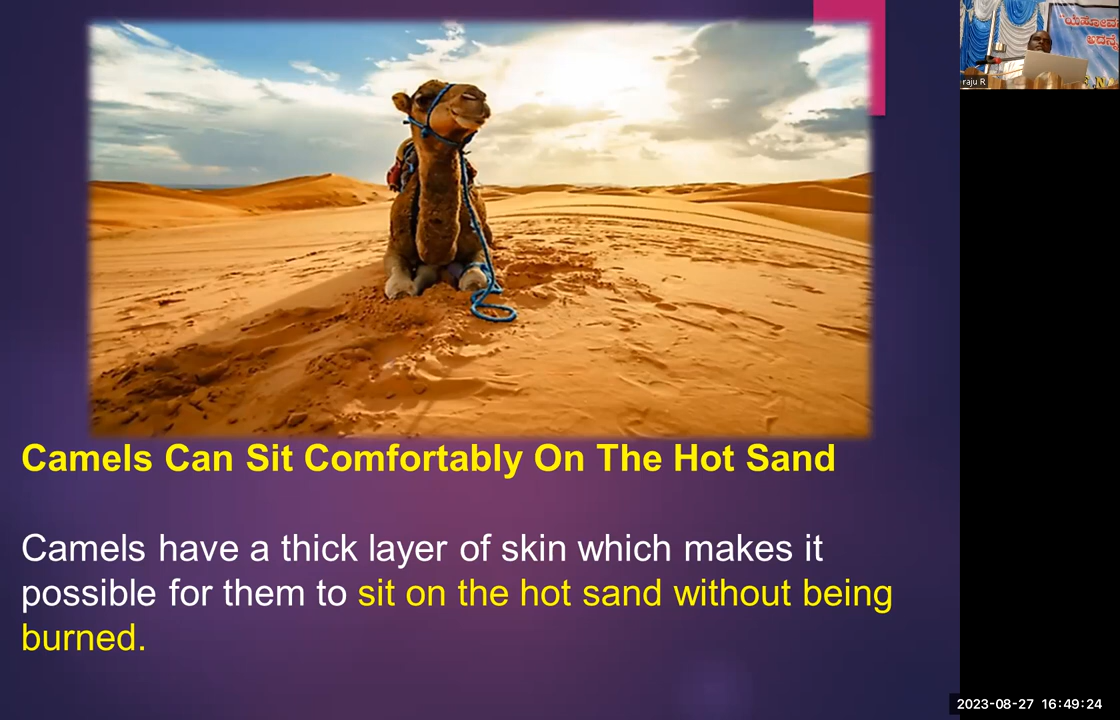 Camels Can Sit Comfortably On The Hot Sand
Camels have a thick layer of skin which makes it
possible for them to sit on the hot sand without being
burned.
raju R
2023-08-27 16:49:24